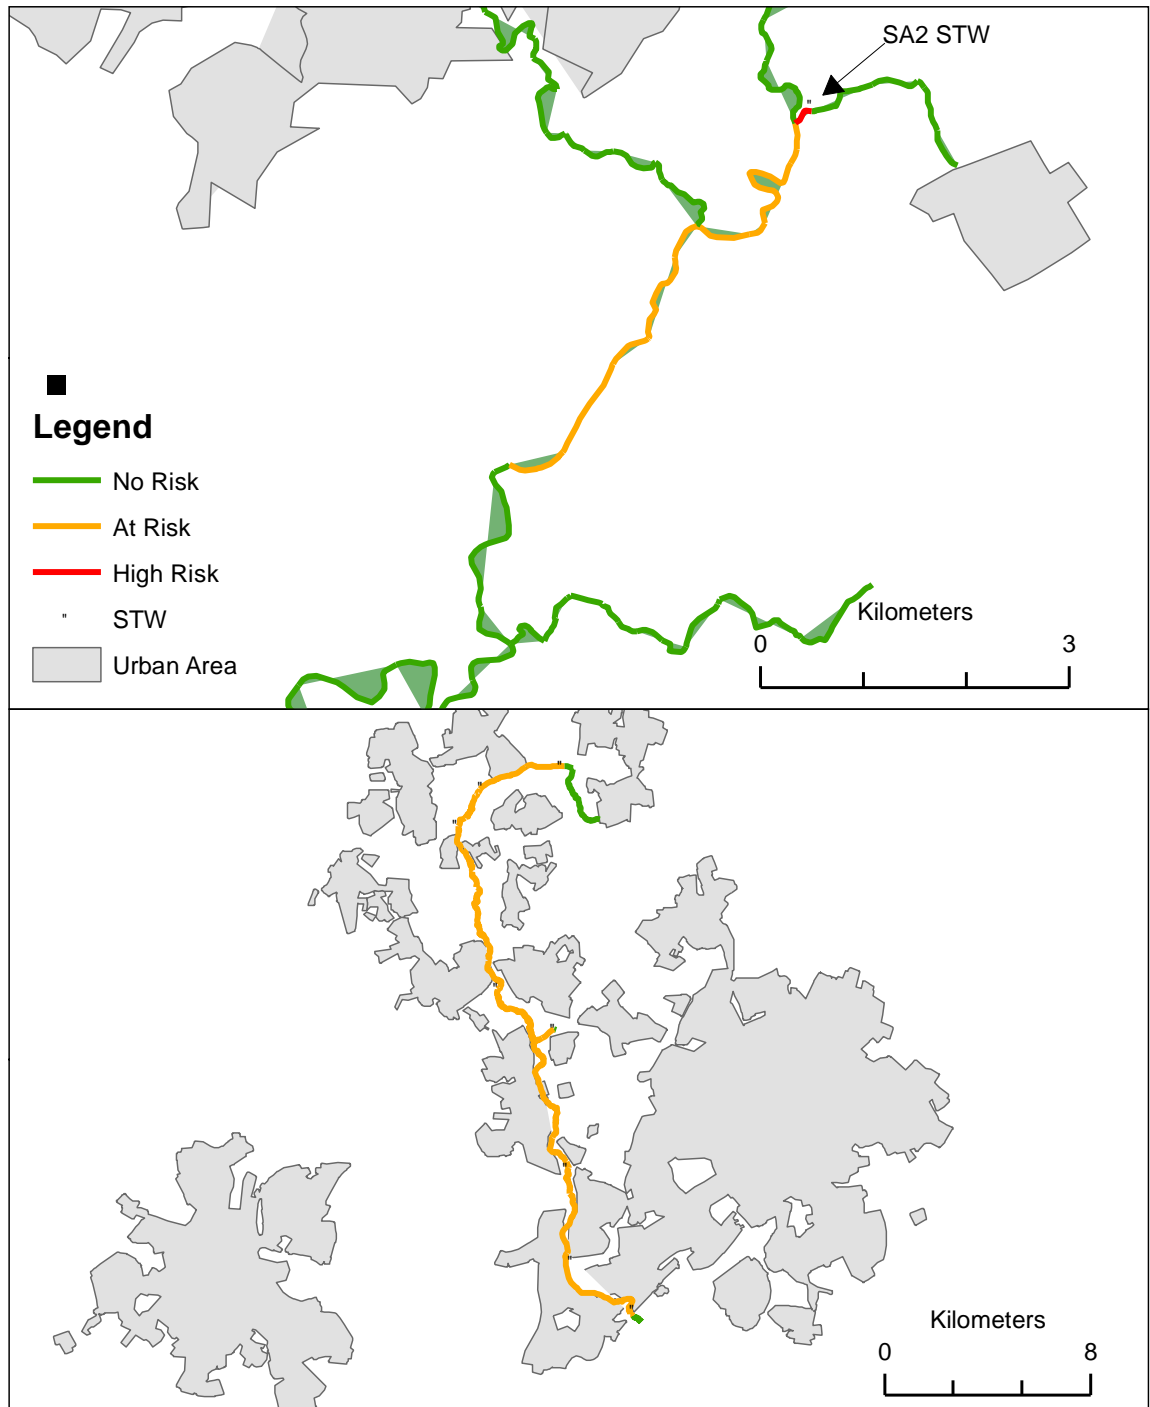 SA2 STW
Legend
No Risk
At Risk
High Risk
STW
Urban Area
Kilometers
0 3
Kilometers
0 8